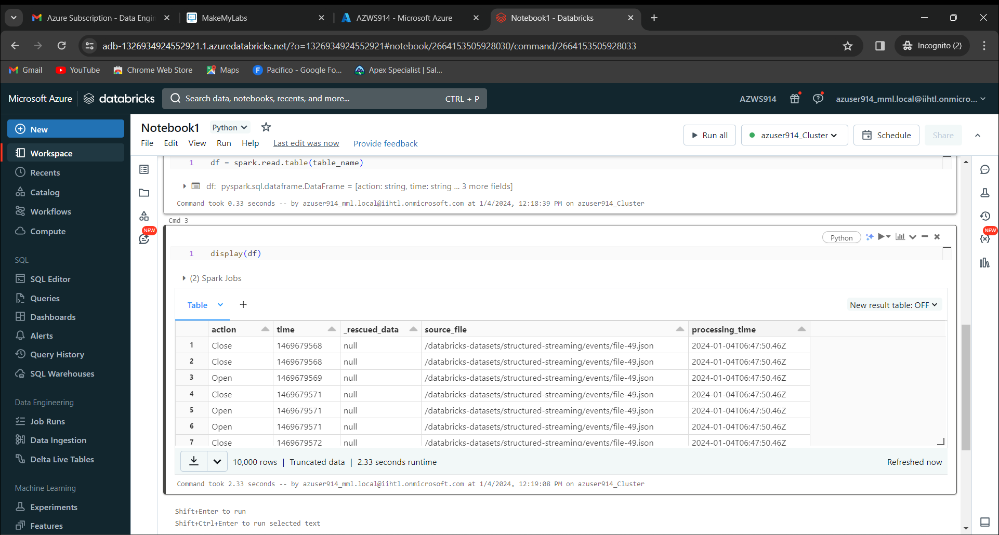 Azure Subscription - Data Engin
MakeMyLabs
AZWS914 - Microsoft Azure
Notebook1 - Databricks
adb-1326934924552921.1.azuredatabricks.net/?o=1326934924552921#notebook/2664153505928030/command/2664153505928033
Incognito (2)
Gmail
YouTube
Chrome Web Store
Maps
Pacifico - Google Fo...
Apex Specialist | Sal...
Microsoft Azure
databricks
Search data, notebooks, recents, and more...
CTRL + P
AZWS914
azuser914_mml.local@iihtl.onmicro...
New
Workspace
Recents
Catalog
Workflows
Compute
SQL
SQL Editor
Queries
Dashboards
Alerts
Query History
SQL Warehouses
Data Engineering
Job Runs
Data Ingestion
Delta Live Tables
Machine Learning
Experiments
Features
Notebook1
Python
File Edit View Run Help Last edit was now Provide feedback
Run all
azuser914_Cluster
Schedule
Share
NEW
NEW
1 df = spark.read.table(table_name)
df: pyspark.sql.dataframe.DataFrame = [action: string, time: string ... 3 more fields]
Command took 0.33 seconds -- by azuser914_mml.local@iihtl.onmicrosoft.com at 1/4/2024, 12:18:39 PM on azuser914_Cluster
Cmd 3
Python
1 display(df)
(2) Spark Jobs
Table
New result table: OFF
action time _rescued_data source_file processing_time
1 Close 1469679568 null /databricks-datasets/structured-streaming/events/file-49.json 2024-01-04T06:47:50.46Z
2 Close 1469679568 null /databricks-datasets/structured-streaming/events/file-49.json 2024-01-04T06:47:50.46Z
3 Open 1469679569 null /databricks-datasets/structured-streaming/events/file-49.json 2024-01-04T06:47:50.46Z
4 Close 1469679571 null /databricks-datasets/structured-streaming/events/file-49.json 2024-01-04T06:47:50.46Z
5 Open 1469679571 null /databricks-datasets/structured-streaming/events/file-49.json 2024-01-04T06:47:50.46Z
6 Open 1469679571 null /databricks-datasets/structured-streaming/events/file-49.json 2024-01-04T06:47:50.46Z
7 Close 1469679572 null /databricks-datasets/structured-streaming/events/file-49.json 2024-01-04T06:47:50.46Z
10,000 rows | Truncated data | 2.33 seconds runtime
Refreshed now
Command took 2.33 seconds -- by azuser914_mml.local@iihtl.onmicrosoft.com at 1/4/2024, 12:19:08 PM on azuser914_Cluster
Shift+Enter to run
Shift+Ctrl+Enter to run selected text